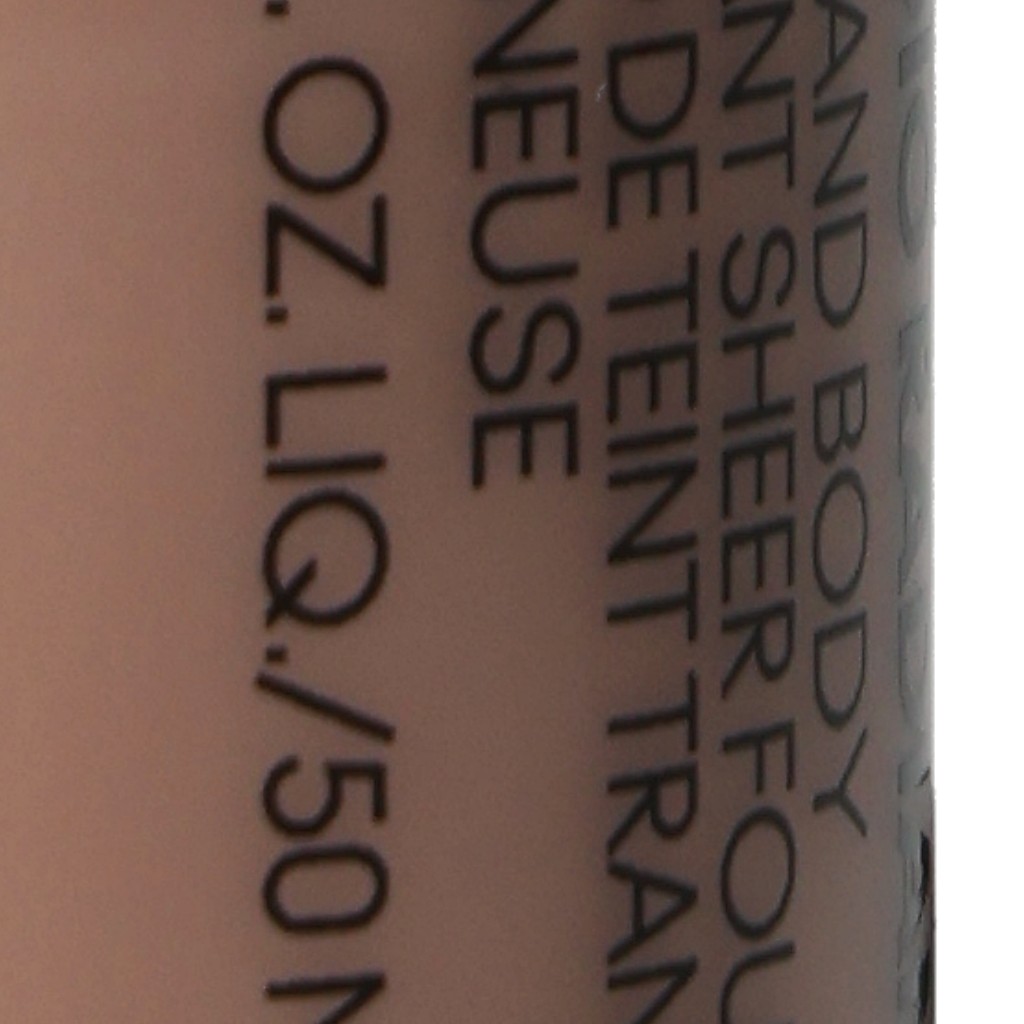 AND BODY
NT SHEER FOU
DE TEINT TRAN
NEUSE
. OZ. LIQ./50